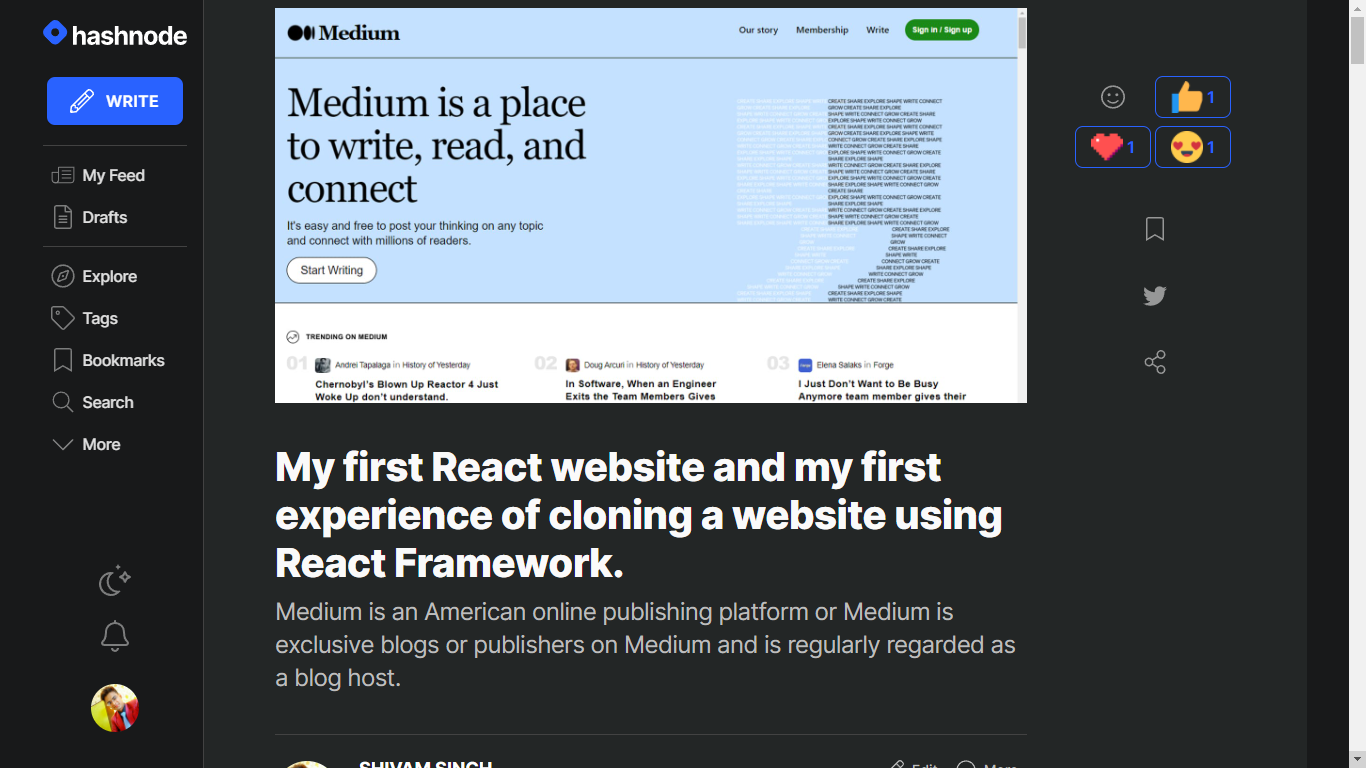 hashnode
WRITE
My Feed
Drafts
Explore
Tags
Bookmarks
Search
More
Medium
Our story
Membership
Write
Sign in / Sign up
Medium is a place
to write, read, and
connect
It's easy and free to post your thinking on any topic
and connect with millions of readers.
Start Writing
TRENDING ON MEDIUM
01
Andrei Tapalaga in History of Yesterday
Chernobyl's Blown Up Reactor 4 Just
Woke Up don't understand.
02
Doug Arcuri in History of Yesterday
In Software, When an Engineer
Exits the Team Members Gives
03
Elena Salaks in Forge
I Just Don't Want to Be Busy
Anymore team member gives their
1
1
1
My first React website and my first
experience of cloning a website using
React Framework.
Medium is an American online publishing platform or Medium is
exclusive blogs or publishers on Medium and is regularly regarded as
a blog host.
SHIVAM SINGH
Edit
More